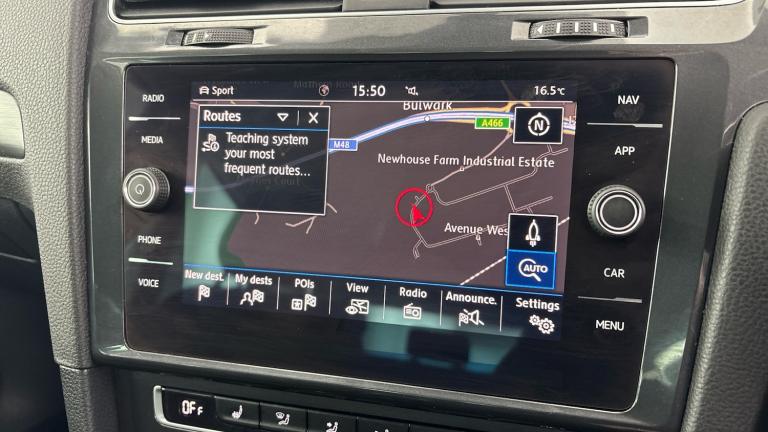 Sport
15:50
16.5°C
RADIO
MEDIA
PHONE
VOICE
NAV
APP
CAR
MENU
Routes
Teaching system
your most
frequent routes...
Bulwark
A466
M48
N
Newhouse Farm Industrial Estate
Avenue Wes
AUTO
New dest.
My dests
POIs
View
Radio
Announce.
Settings
OFF